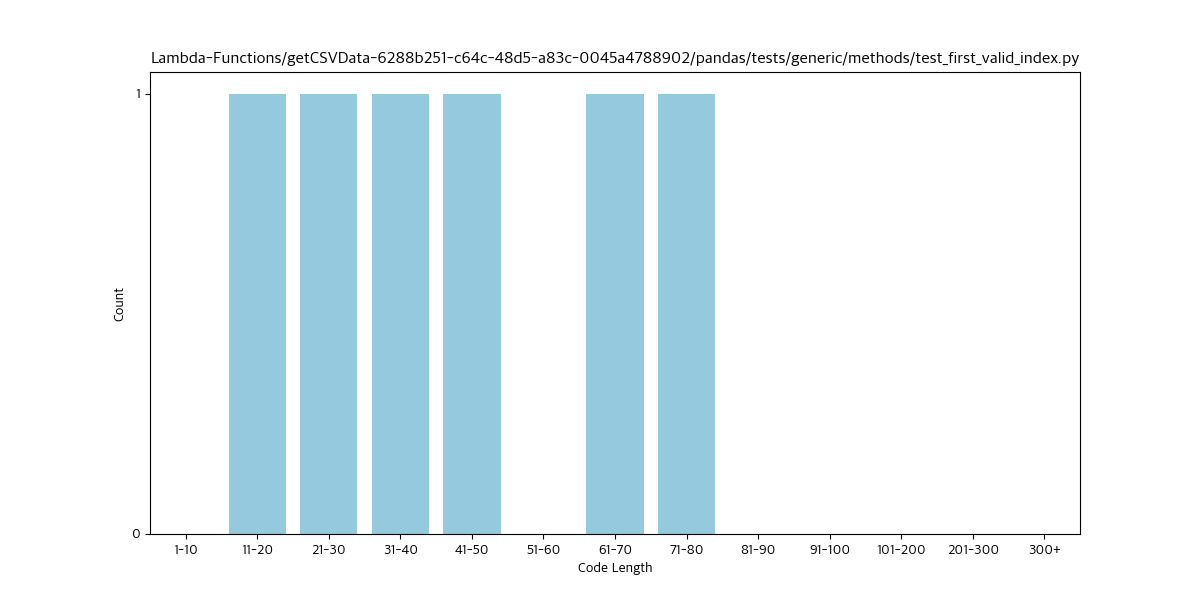 Lambda-Functions/getCSVData-6288b251-c64c-48d5-a83c-0045a4788902/pandas/tests/generic/methods/test_first_valid_index.py
1
Count
0
1-10 11-20 21-30 31-40 41-50 51-60 61-70 71-80 81-90 91-100 101-200 201-300 300+
Code Length